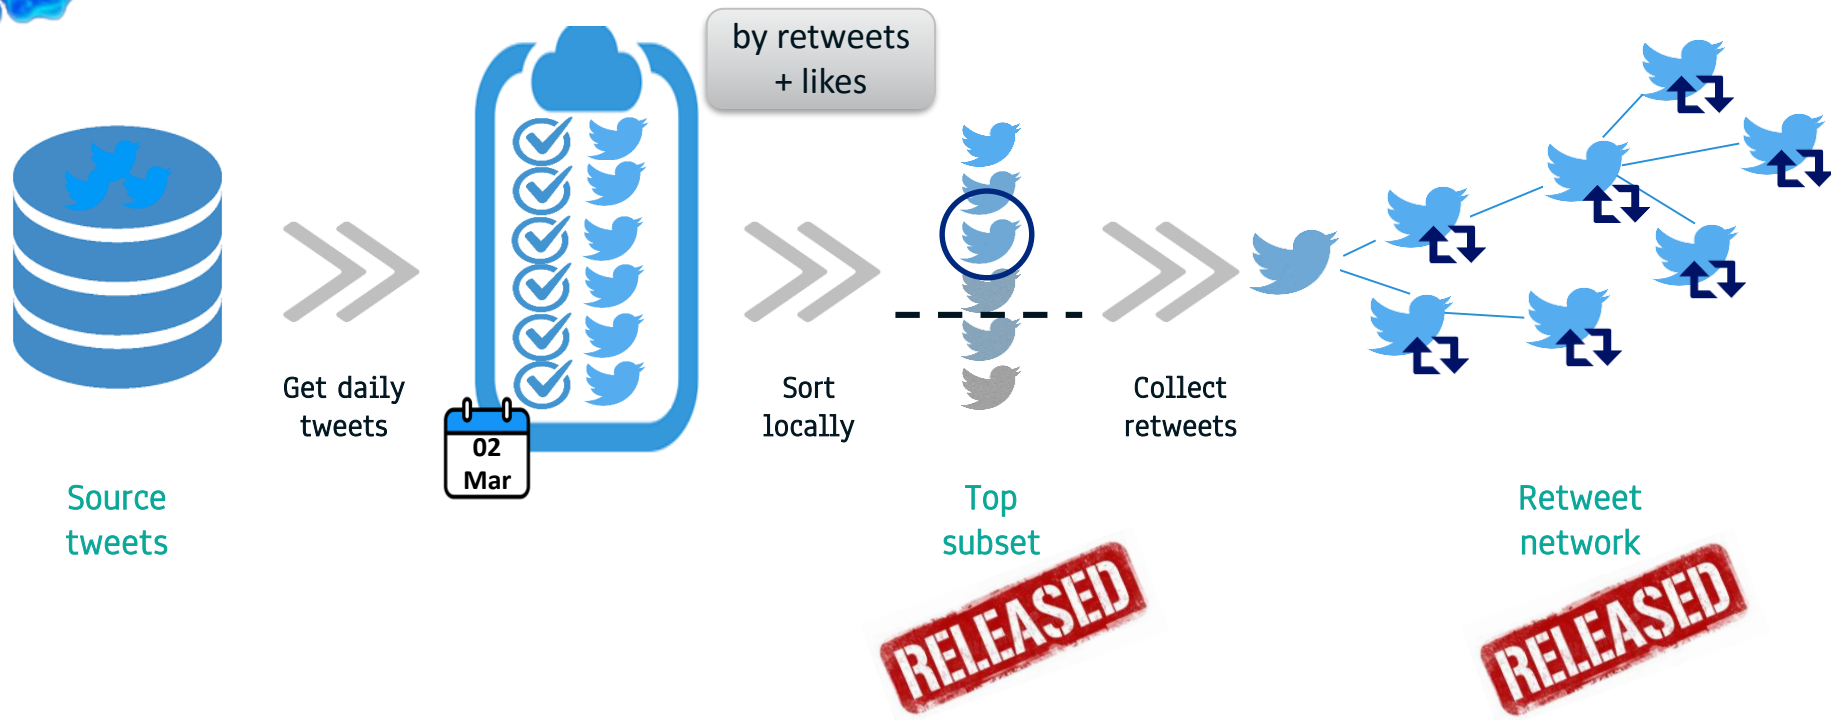 by retweets
+ likes
Get daily
tweets
02
Mar
Sort
locally
Collect
retweets
Source
tweets
Top
subset
Retweet
network
RELEASED
RELEASED